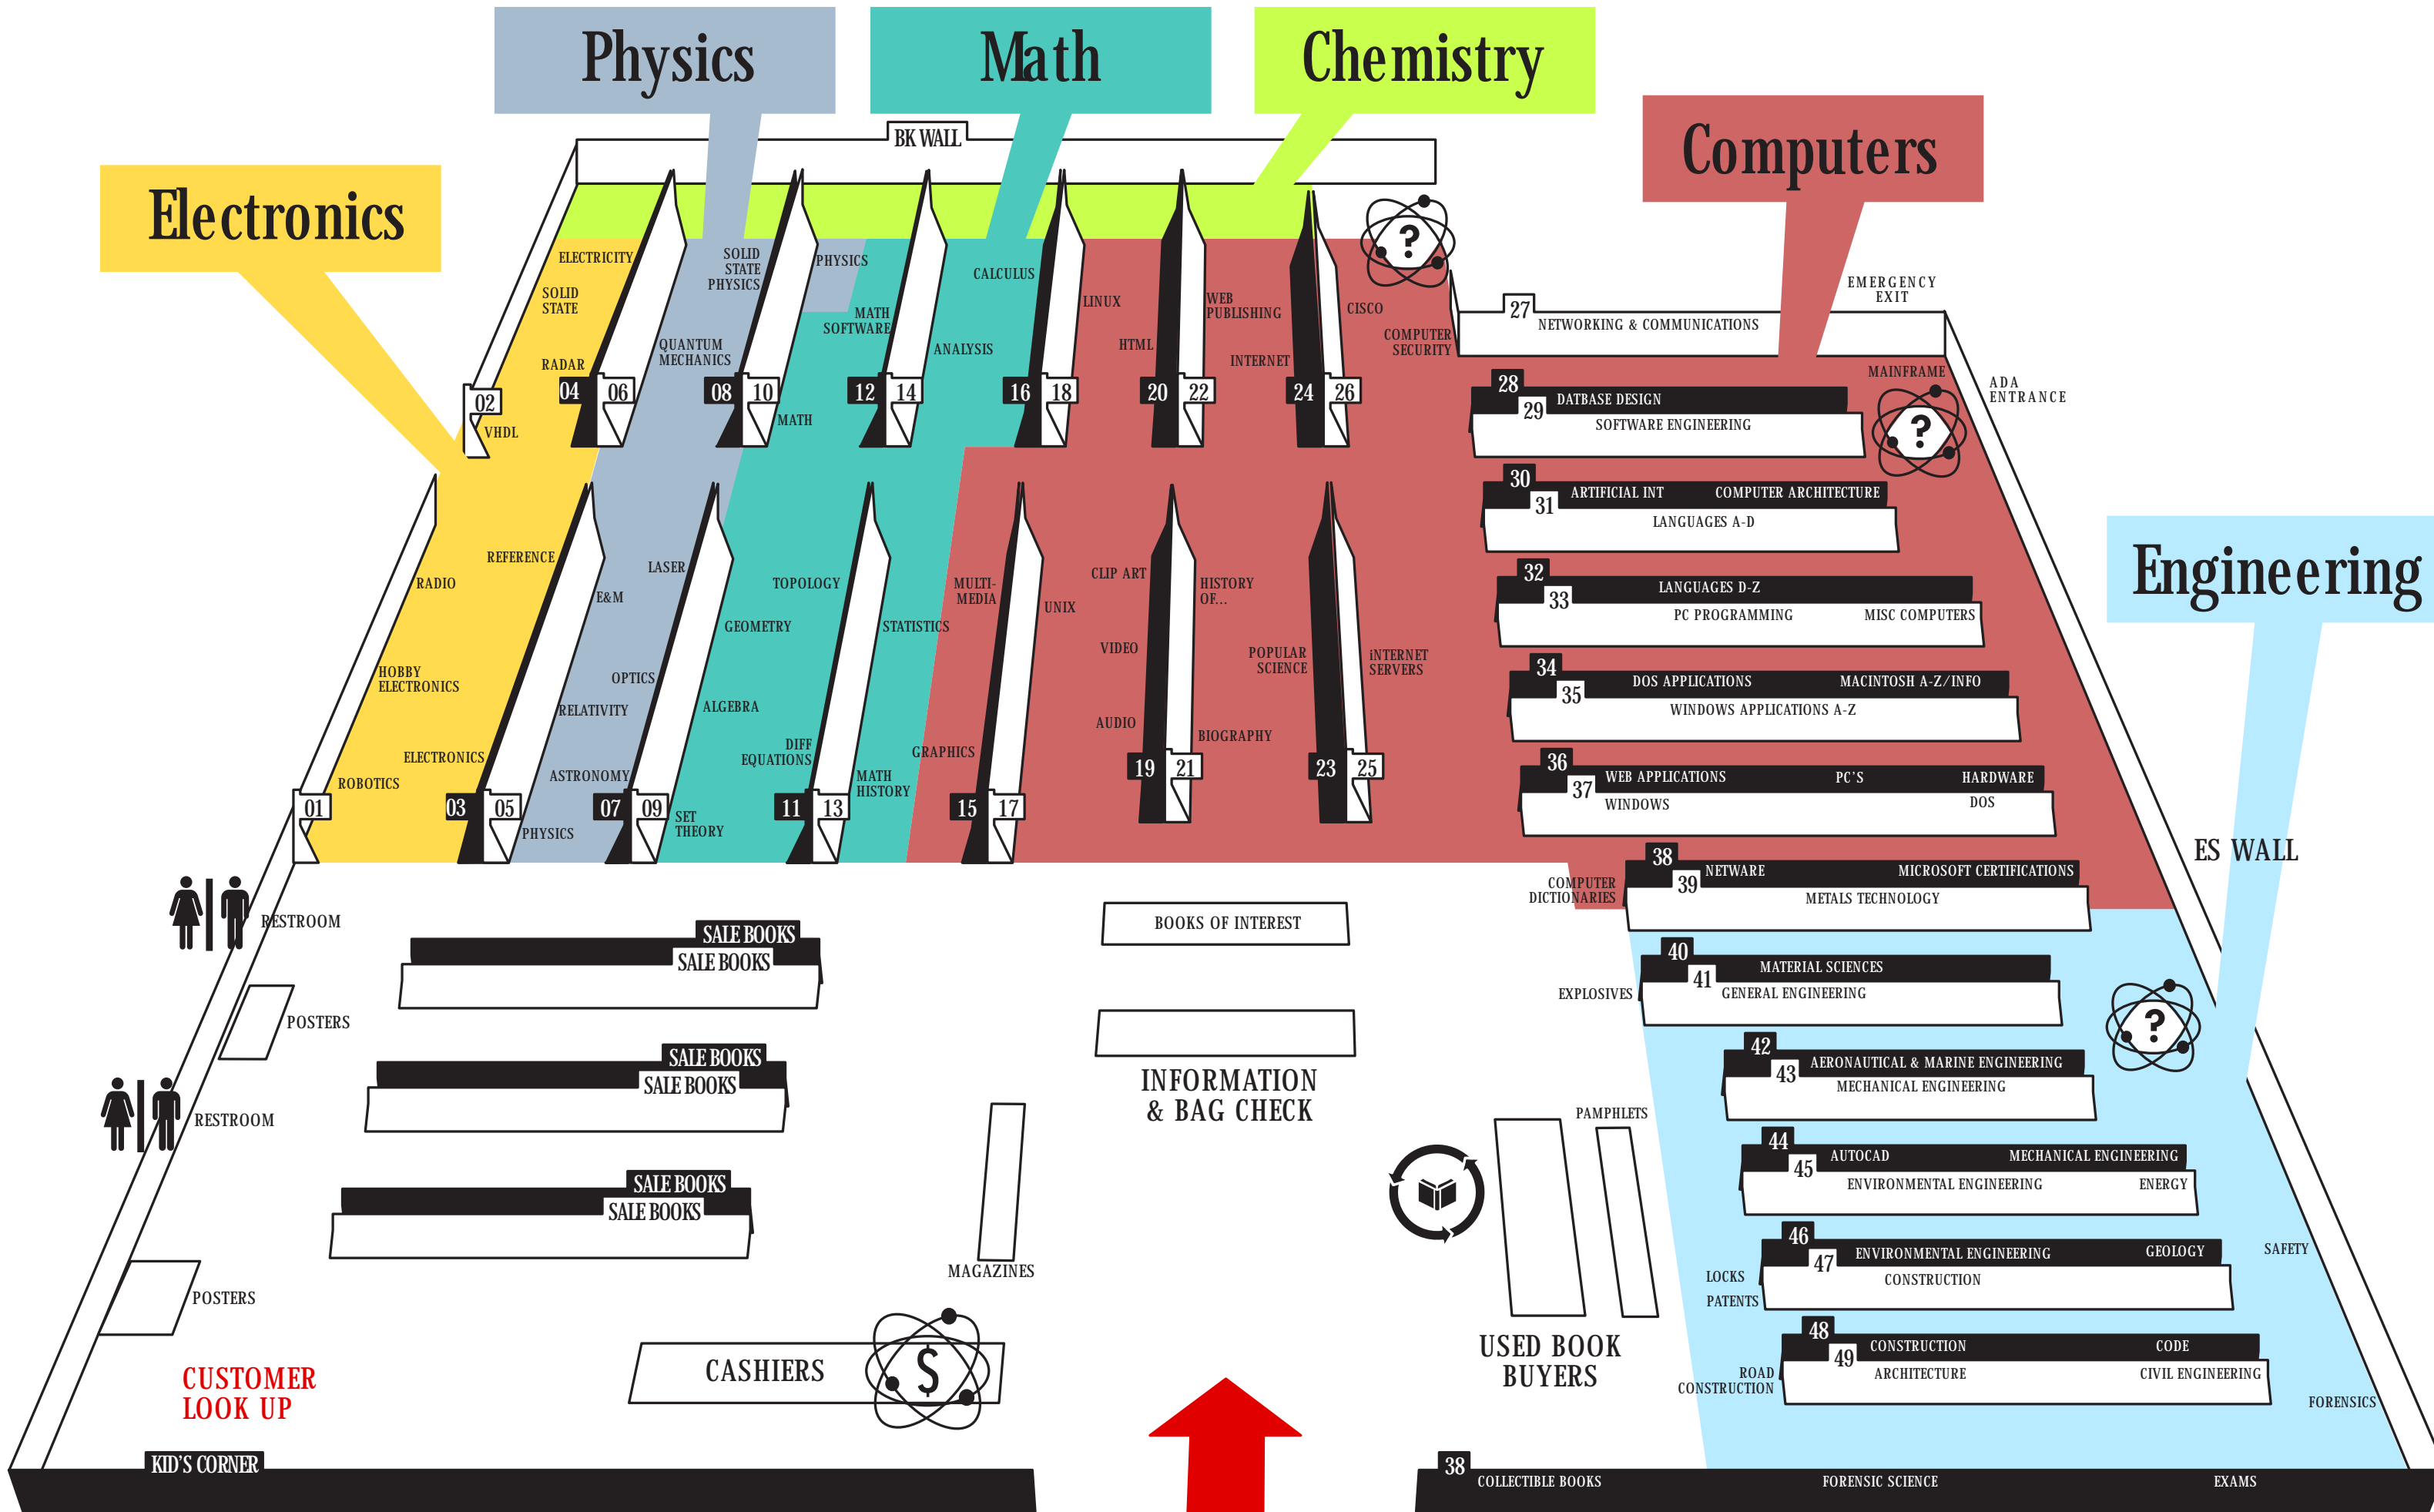 Physics
Math
Chemistry
Computers
Electronics
Engineering
BK WALL
ELECTRICITY
SOLID
STATE
RADAR
02
VHDL
04
06
SOLID
STATE
PHYSICS
QUANTUM
MECHANICS
08
10
PHYSICS
MATH
SOFTWARE
MATH
12
14
CALCULUS
ANALYSIS
16
18
LINUX
HTML
20
22
WEB
PUBLISHING
INTERNET
24
26
CISCO
COMPUTER
SECURITY
EMERGENCY
EXIT
27
NETWORKING & COMMUNICATIONS
MAINFRAME
ADA
ENTRANCE
?
?
28
DATBASE DESIGN
29
SOFTWARE ENGINEERING
30
ARTIFICIAL INT
COMPUTER ARCHITECTURE
31
LANGUAGES A-D
32
LANGUAGES D-Z
33
PC PROGRAMMING
MISC COMPUTERS
34
DOS APPLICATIONS
MACINTOSH A-Z/INFO
35
WINDOWS APPLICATIONS A-Z
36
WEB APPLICATIONS
PC'S
HARDWARE
37
WINDOWS
DOS
38
NETWARE
MICROSOFT CERTIFICATIONS
39
METALS TECHNOLOGY
COMPUTER
DICTIONARIES
ES WALL
REFERENCE
RADIO
HOBBY
ELECTRONICS
ELECTRONICS
ROBOTICS
01
03
05
LASER
E&M
OPTICS
RELATIVITY
ASTRONOMY
PHYSICS
07
09
TOPOLOGY
GEOMETRY
ALGEBRA
DIFF
EQUATIONS
SET
THEORY
11
13
STATISTICS
MATH
HISTORY
MULTI-
MEDIA
GRAPHICS
15
17
UNIX
CLIP ART
VIDEO
AUDIO
19
21
HISTORY
OF...
BIOGRAPHY
POPULAR
SCIENCE
23
25
iNTERNET
SERVERS
RESTROOM
POSTERS
RESTROOM
POSTERS
SALE BOOKS
SALE BOOKS
SALE BOOKS
SALE BOOKS
SALE BOOKS
SALE BOOKS
BOOKS OF INTEREST
INFORMATION
& BAG CHECK
MAGAZINES
PAMPHLETS
USED BOOK
BUYERS
40
MATERIAL SCIENCES
41
GENERAL ENGINEERING
EXPLOSIVES
?
42
AERONAUTICAL & MARINE ENGINEERING
43
MECHANICAL ENGINEERING
44
AUTOCAD
MECHANICAL ENGINEERING
45
ENVIRONMENTAL ENGINEERING
ENERGY
46
ENVIRONMENTAL ENGINEERING
GEOLOGY
47
CONSTRUCTION
SAFETY
LOCKS
PATENTS
48
CONSTRUCTION
CODE
49
ARCHITECTURE
CIVIL ENGINEERING
ROAD
CONSTRUCTION
FORENSICS
CUSTOMER
LOOK UP
CASHIERS
$
KID'S CORNER
38
COLLECTIBLE BOOKS
FORENSIC SCIENCE
EXAMS